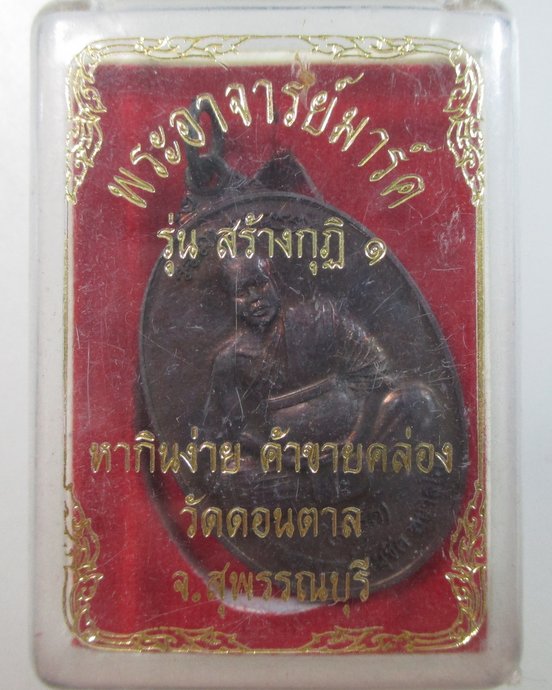 พระอาจารย์มาร์ค
รุ่น สร้างกุฏิ ๑
หากินง่าย ค้าขายคล่อง
วัดดอนตาล
จ.สุพรรณบุรี